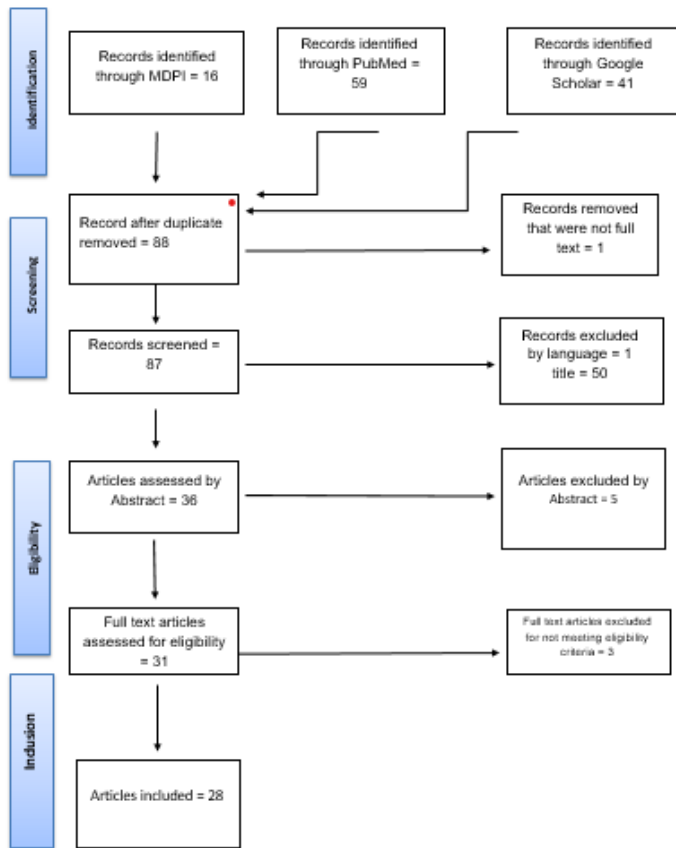 Identification
Records identified
through MDPI = 16
Records identified
through PubMed =
59
Records identified
through Google
Scholar = 41
Screening
Record after duplicate
removed = 88
Records removed
that were not full
text = 1
Records screened =
87
Records excluded
by language = 1
title = 50
Eligibility
Articles assessed by
Abstract = 36
Articles excluded by
Abstract = 5
Full text articles
assessed for eligibility
= 31
Full text articles excluded
for not meeting eligibility
criteria = 3
Inclusion
Articles included = 28